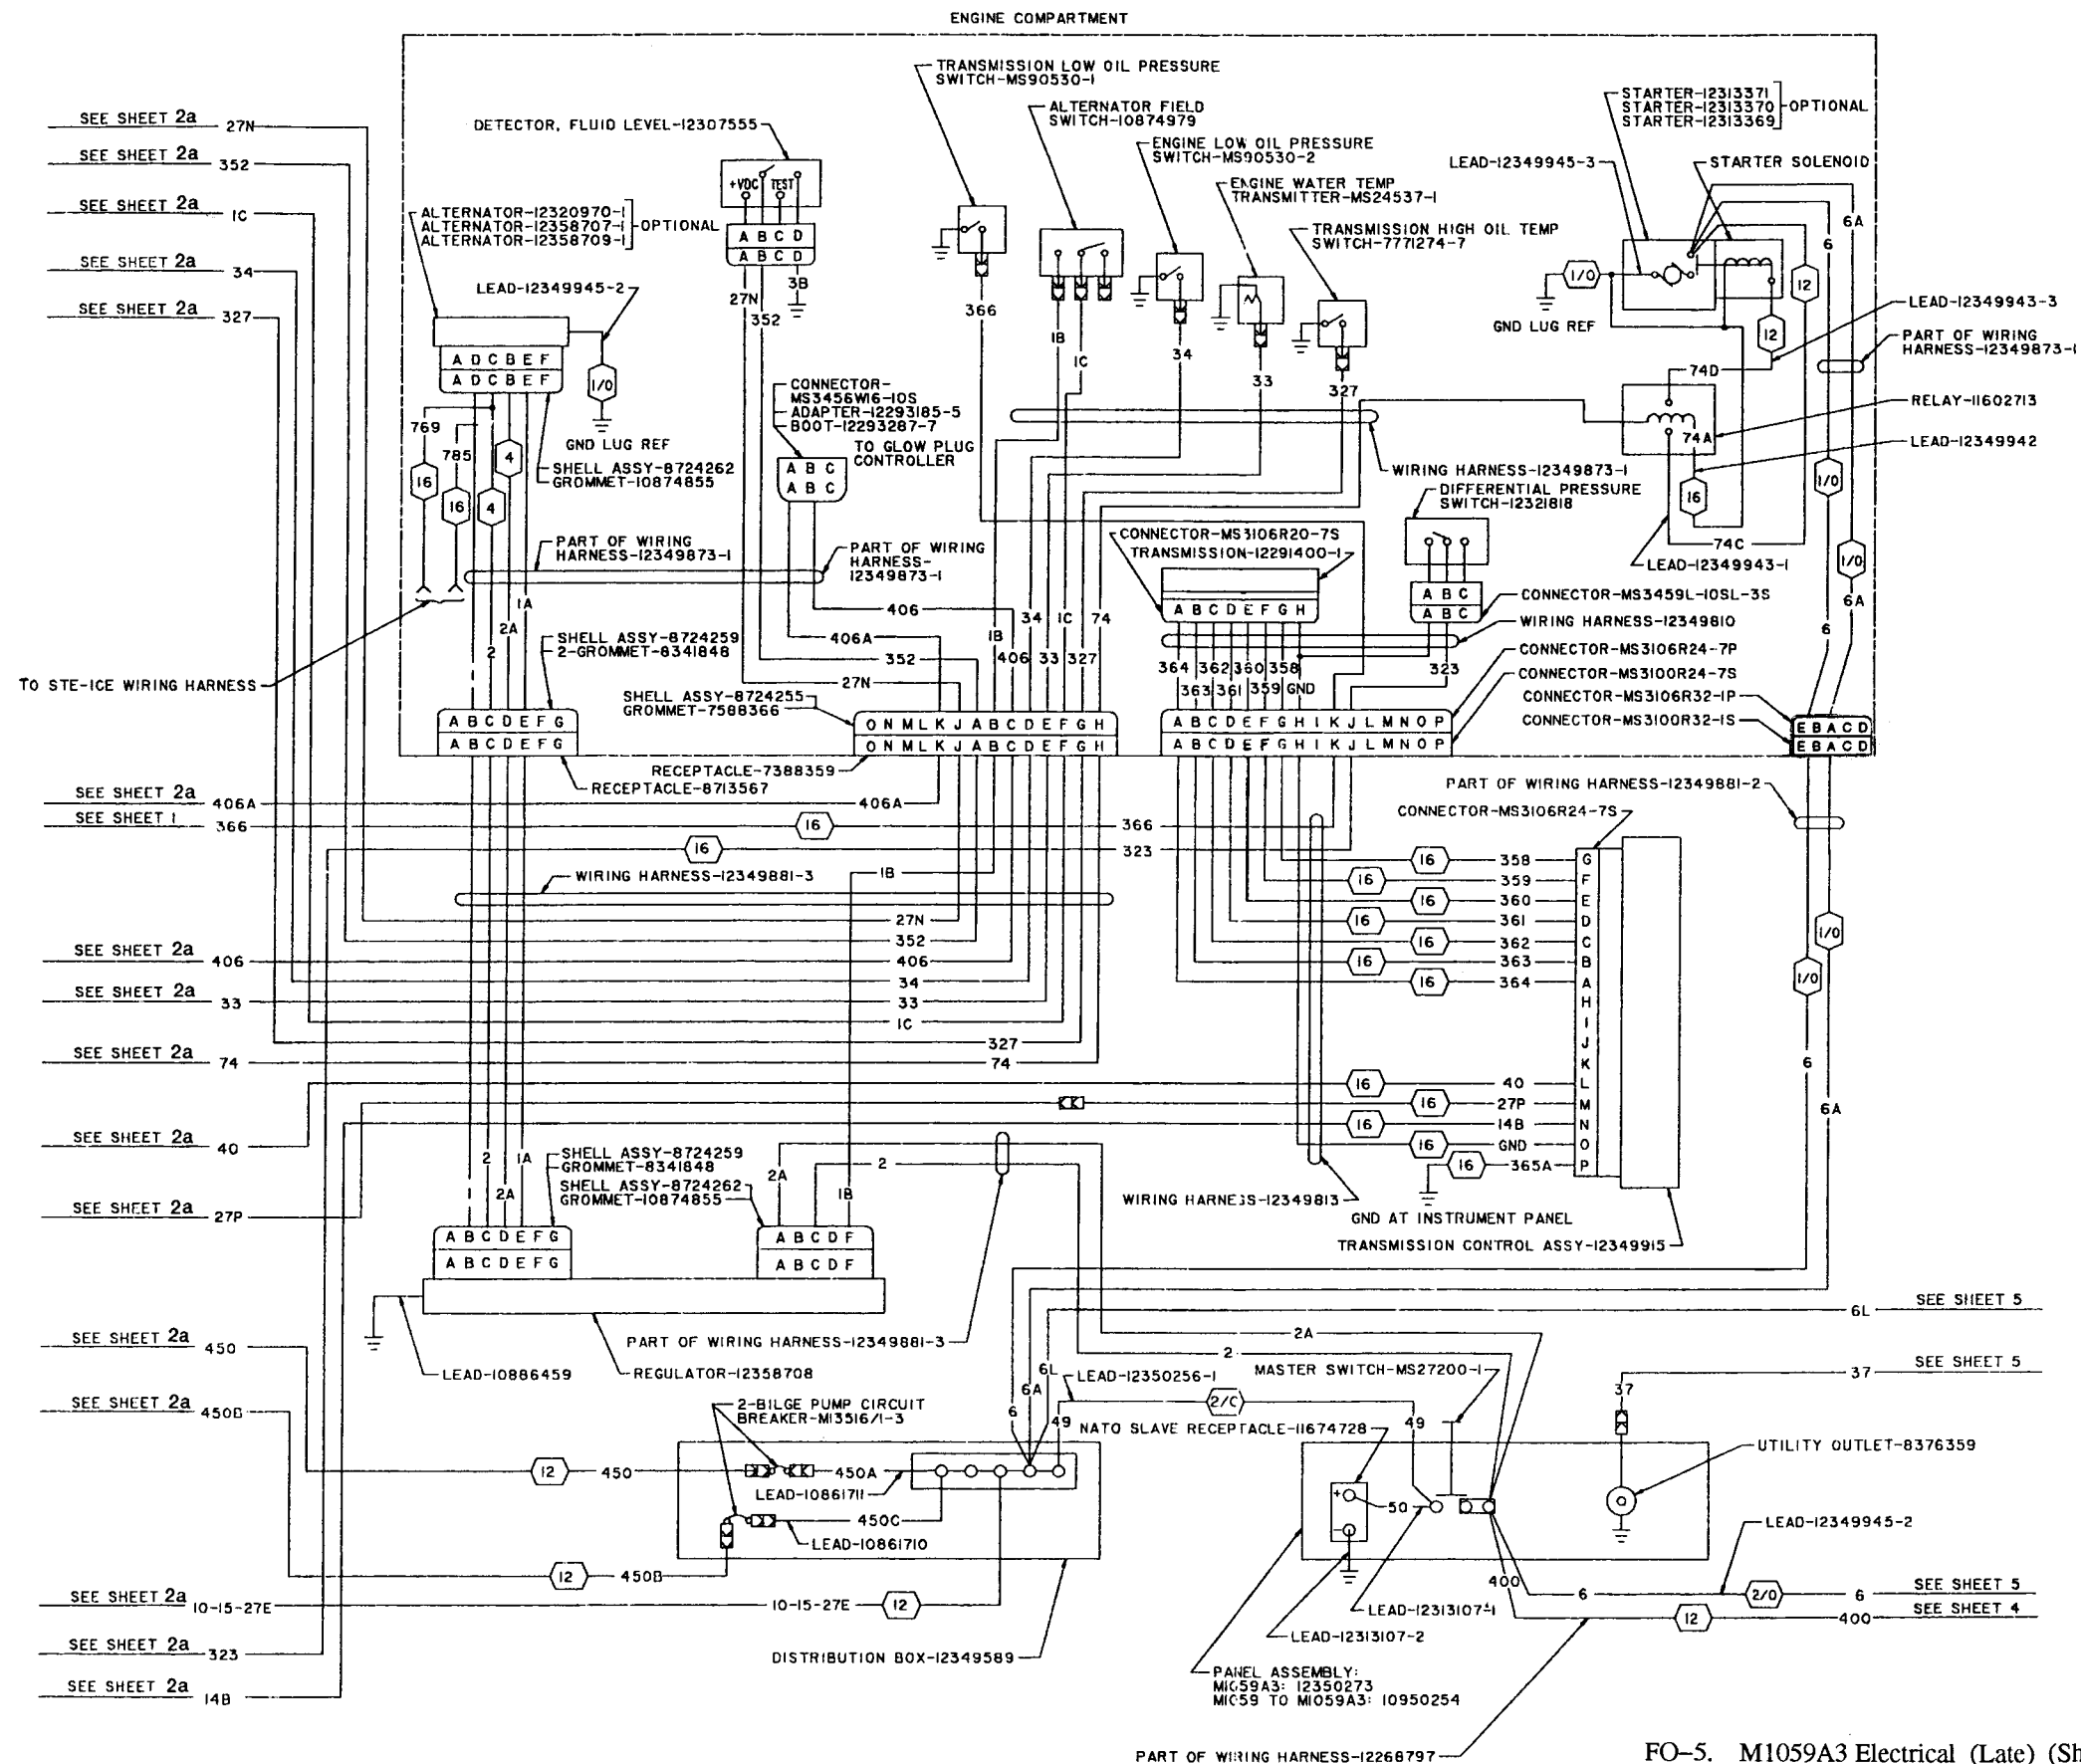 ENGINE COMPARTMENT
TRANSMISSION LOW OIL PRESSURE
SWITCH-MS90530-1
ALTERNATOR FIELD
SWITCH-10874979
ENGINE LOW OIL PRESSURE
SWITCH-MS90530-2
ENGINE WATER TEMP
TRANSMITTER-MS24537-1
TRANSMISSION HIGH OIL TEMP
SWITCH-7771274-7
STARTER-12313371
STARTER-12313370
STARTER-12313369
OPTIONAL
LEAD-12349945-3
STARTER SOLENOID
DETECTOR, FLUID LEVEL-12307555
+VDC TEST
A B C D
A B C D
3B
27N
352
SEE SHEET 2a 27N
SEE SHEET 2a 352
SEE SHEET 2a 1C
SEE SHEET 2a 34
SEE SHEET 2a 327
ALTERNATOR-12320970-1
ALTERNATOR-12358707-1
ALTERNATOR-12358709-1
OPTIONAL
LEAD-12349945-2
A D C B E F
A D C B E F
1/0
GND LUG REF
769
785
16
16
4
4
SHELL ASSY-8724262
GROMMET-10874855
CONNECTOR-
MS3456W16-10S
ADAPTER-12293185-5
BOOT-12293287-7
TO GLOW PLUG
CONTROLLER
A B C
A B C
366
1B
1C
34
33
327
6
6A
1/0
GND LUG REF
12
12
LEAD-12349943-3
PART OF WIRING
HARNESS-12349873-1
74D
RELAY-11602713
74A
LEAD-12349942
16
74C
LEAD-12349943-1
1/0
1/0
6A
6
WIRING HARNESS-12349873-1
DIFFERENTIAL PRESSURE
SWITCH-12321818
CONNECTOR-MS3106R20-7S
TRANSMISSION-12291400-1
PART OF WIRING
HARNESS-12349873-1
PART OF WIRING
HARNESS-
12349873-1
A B C D E F G H
A B C
A B C
CONNECTOR-MS3459L-10SL-3S
WIRING HARNESS-12349810
CONNECTOR-MS3106R24-7P
CONNECTOR-MS3100R24-7S
CONNECTOR-MS3106R32-1P
CONNECTOR-MS3100R32-1S
1A
2A
2
406
406A
352
27N
1B
406
34
33
1C
327
74
364
363
362
361
360
359
358
GND
323
SHELL ASSY-8724259
2-GROMMET-8341848
TO STE-ICE WIRING HARNESS
SHELL ASSY-8724255
GROMMET-7588366
A B C D E F G
A B C D E F G
O N M L K J A B C D E F G H
O N M L K J A B C D E F G H
A B C D E F G H I K J L M N O P
A B C D E F G H I K J L M N O P
E B A C D
E B A C D
RECEPTACLE-7388359
RECEPTACLE-8713567
PART OF WIRING HARNESS-12349881-2
CONNECTOR-MS3106R24-7S
SEE SHEET 2a 406A 406A
SEE SHEET 1 366 16 366
16 323
WIRING HARNESS-12349881-3
1B
27N
352
SEE SHEET 2a 406 406
34
SEE SHEET 2a 33 33
1C
327
SEE SHEET 2a 74 74
16 358 G
16 359 F
16 360 E
16 361 D
16 362 C
16 363 B
16 364 A
H
I
J
K
16 40 L
16 27P M
16 14B N
16 GND O
16 365A P
1/0
1/0
6
6A
SEE SHEET 2a 40
SEE SHEET 2a 27P
2
1A
2A
1
SHELL ASSY-8724259
GROMMET-8341848
SHELL ASSY-8724262
GROMMET-10874855
2A
2
1B
WIRING HARNESS-12349813
GND AT INSTRUMENT PANEL
TRANSMISSION CONTROL ASSY-12349915
A B C D E F G
A B C D E F G
A B C D F
A B C D F
SEE SHEET 2a 450
SEE SHEET 2a 450B
LEAD-10886459
REGULATOR-12358708
PART OF WIRING HARNESS-12349881-3
6L SEE SHEET 5
2A
2
37 SEE SHEET 5
6
6A
6L
49
LEAD-12350256-1
2/C
MASTER SWITCH-MS27200-1
2-BILGE PUMP CIRCUIT
BREAKER-M13516/1-3
NATO SLAVE RECEPTACLE-11674728
49
37
UTILITY OUTLET-8376359
12 450
450A
LEAD-10861711
450C
LEAD-10861710
+
-
50
12 450B
SEE SHEET 2a 10-15-27E 10-15-27E 12
400
LEAD-12349945-2
6 2/0 6 SEE SHEET 5
12 400 SEE SHEET 4
LEAD-12313107-1
LEAD-12313107-2
SEE SHEET 2a 323
DISTRIBUTION BOX-12349589
SEE SHEET 2a 14B
PANEL ASSEMBLY:
M1059A3: 12350273
M1059 TO M1059A3: 10950254
PART OF WIRING HARNESS-12268797
FO-5. M1059A3 Electrical (Late) (Sh